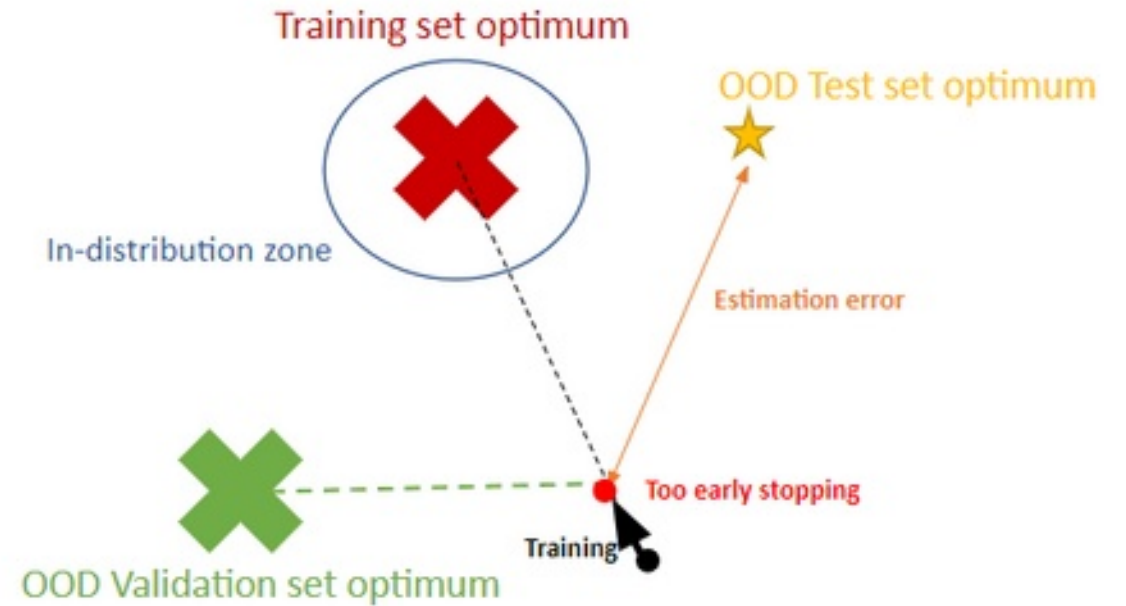 Training set optimum
OOD Test set optimum
In-distribution zone
Estimation error
Too early stopping
Training
OOD Validation set optimum